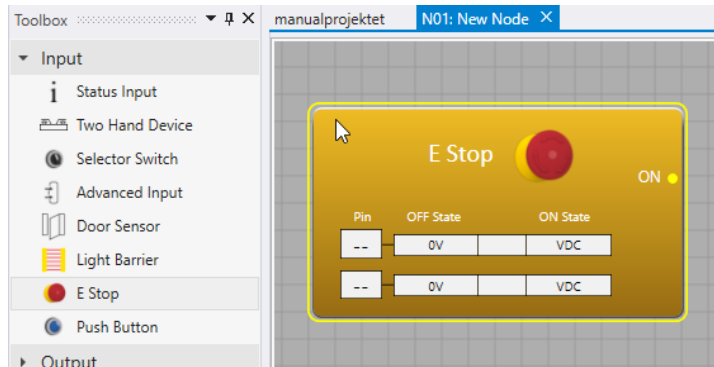 Toolbox
manualprojektet N01: New Node
Input
Status Input
Two Hand Device
Selector Switch
Advanced Input
Door Sensor
Light Barrier
E Stop
Push Button
Output
E Stop
ON
Pin OFF State ON State
-- 0V VDC
-- 0V VDC